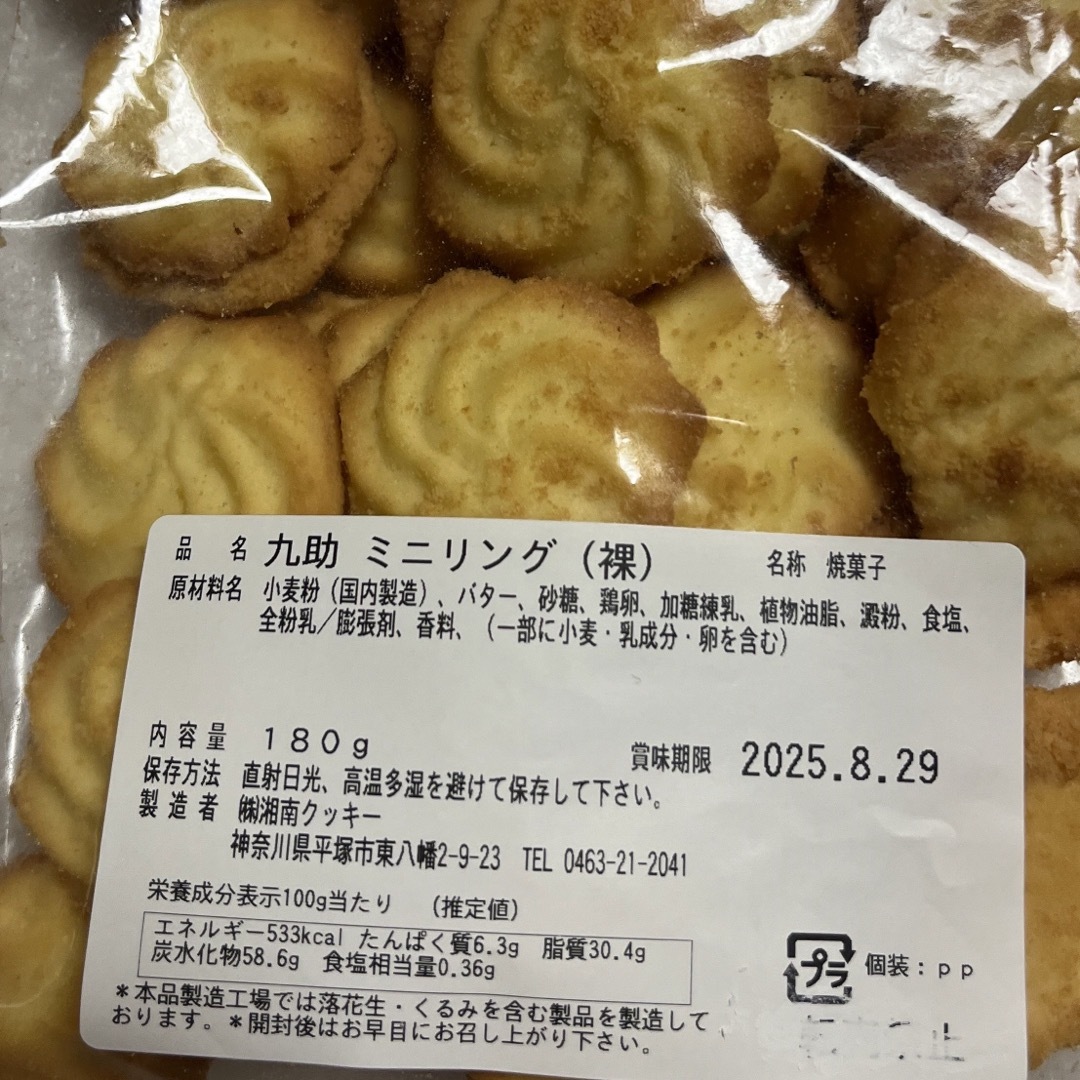 品名 九助 ミニリング（裸） 名称 焼菓子
原材料名 小麦粉（国内製造）、バター、砂糖、鶏卵、加糖練乳、植物油脂、澱粉、食塩、
全粉乳／膨張剤、香料、（一部に小麦・乳成分・卵を含む）
内容量 180g 賞味期限 2025.8.29
保存方法 直射日光、高温多湿を避けて保存して下さい。
製造者 ㈱湘南クッキー
神奈川県平塚市東八幡2-9-23 TEL 0463-21-2041
栄養成分表示100g当たり （推定値）
エネルギー533kcal たんぱく質6.3g 脂質30.4g
炭水化物58.6g 食塩相当量0.36g
プラ 個装：pp
＊本品製造工場では落花生・くるみを含む製品を製造して
おります。＊開封後はお早目にお召し上がり下さい。